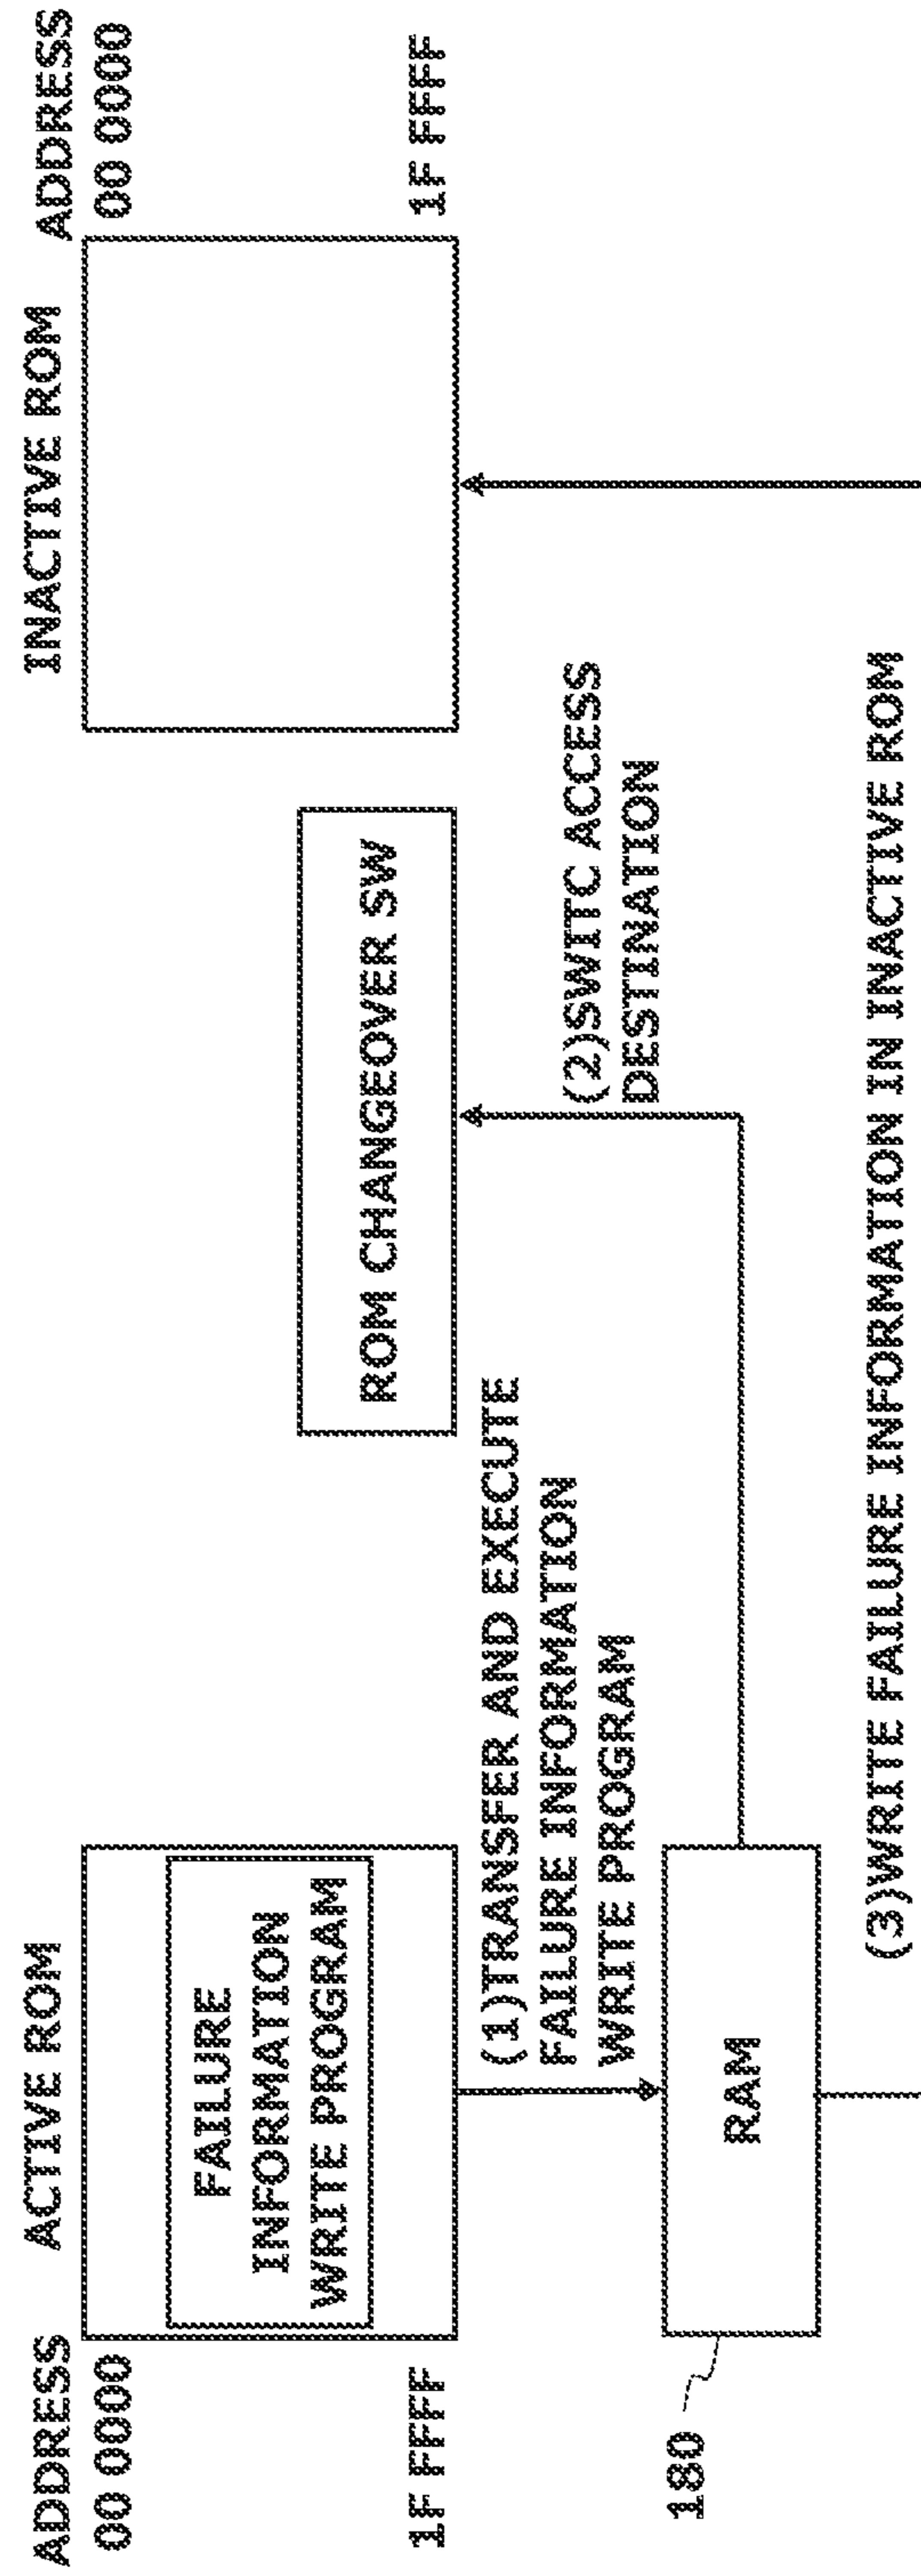 ADDRESS
00 0000
1F FFFF
ACTIVE ROM
FAILURE
INFORMATION
WRITE PROGRAM
INACTIVE ROM
ADDRESS
00 0000
1F FFFF
ROM CHANGEOVER SW
(1)TRANSFER AND EXECUTE
FAILURE INFORMATION
WRITE PROGRAM
(2)SWITC ACCESS
DESTINATION
180
RAM
(3)WRITE FAILURE INFORMATION IN INACTIVE ROM